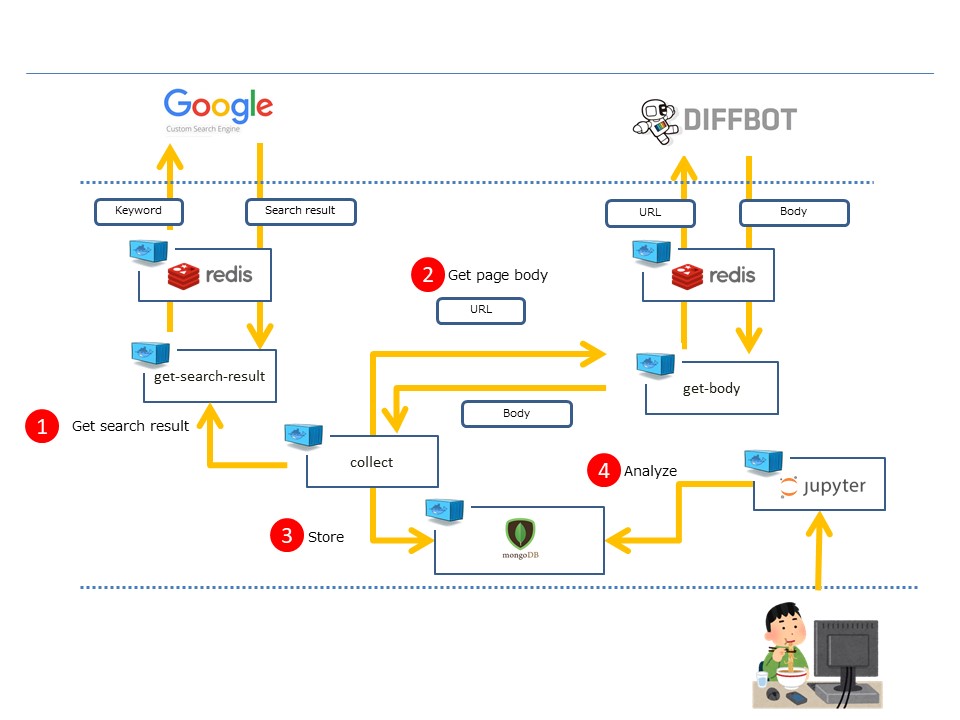 Google
Custom Search Engine
DIFFBOT
Keyword
Search result
URL
Body
redis
redis
2 Get page body
URL
get-search-result
get-body
Body
1 Get search result
collect
4 Analyze
jupyter
3 Store
mongoDB